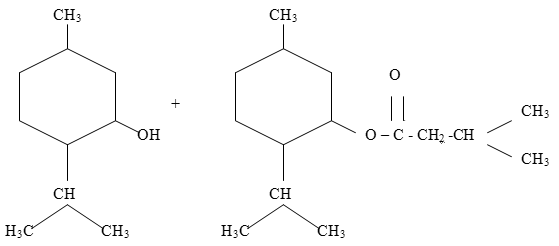 CH₃ CH₃
O
+
CH₃
OH O – C - CH₂ -CH
CH₃
CH CH
H₃C CH₃ H₃C CH₃